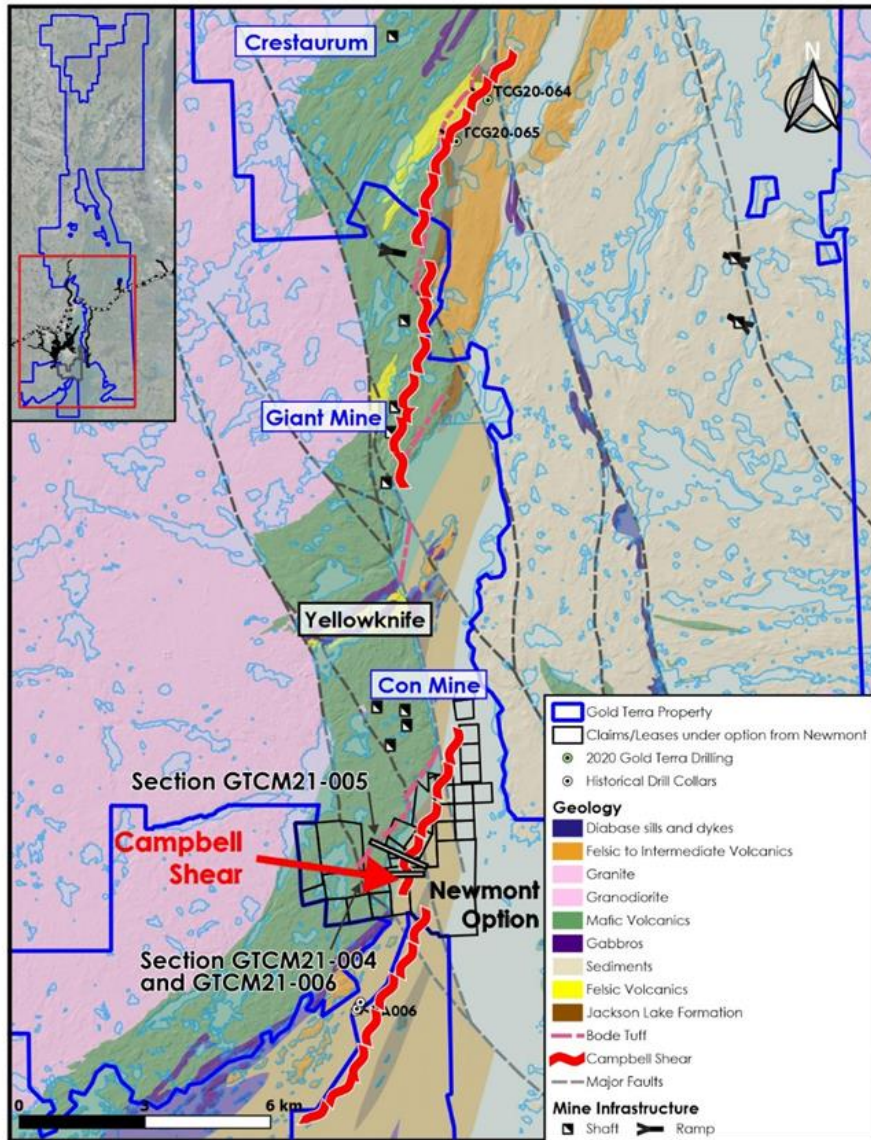 Crestaurum
N
TCG20-064
TCG20-065
Giant Mine
Yellowknife
Con Mine
Section GTCM21-005
Campbell
Shear
Newmont
Option
Section GTCM21-004
and GTCM21-006
0 3 6 km
Gold Terra Property
Claims/Leases under option from Newmont
2020 Gold Terra Drilling
Historical Drill Collars
Geology
Diabase sills and dykes
Felsic to Intermediate Volcanics
Granite
Granodiorite
Mafic Volcanics
Gabbros
Sediments
Felsic Volcanics
Jackson Lake Formation
Bode Tuff
Campbell Shear
Major Faults
Mine Infrastructure
Shaft Ramp